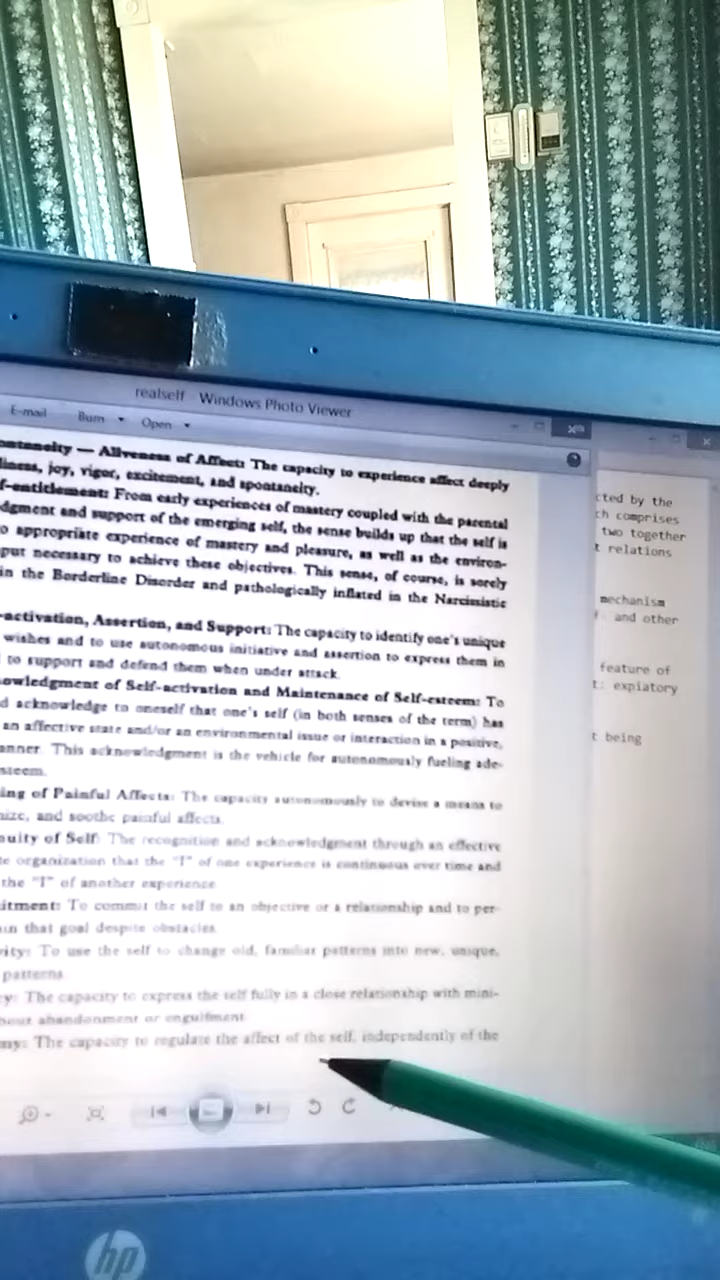 realself - Windows Photo Viewer
E-mail Burn Open
ontaneity — Aliveness of Affect: The capacity to experience affect deeply
liness, joy, vigor, excitement, and spontaneity.
f-entitlement: From early experiences of mastery coupled with the parental
dgment and support of the emerging self, the sense builds up that the self is
o appropriate experience of mastery and pleasure, as well as the environ-
put necessary to achieve these objectives. This sense, of course, is sorely
in the Borderline Disorder and pathologically inflated in the Narcissistic
-activation, Assertion, and Support: The capacity to identify one's unique
wishes and to use autonomous initiative and assertion to express them in
to support and defend them when under attack.
owledgment of Self-activation and Maintenance of Self-esteem: To
d acknowledge to oneself that one's self (in both senses of the term) has
an affective state and/or an environmental issue or interaction in a positive,
anner. This acknowledgment is the vehicle for autonomously fueling ade-
steem.
ing of Painful Affects: The capacity autonomously to devise a means to
mize, and soothe painful affects.
nuity of Self: The recognition and acknowledgment through an effective
te organization that the "I" of one experience is continuous over time and
the "I" of another experience
itment: To commit the self to an objective or a relationship and to per-
in that goal despite obstacles.
vity: To use the self to change old, familiar patterns into new, unique,
patterns.
cy: The capacity to express the self fully in a close relationship with mini-
bout abandonment or engulfment.
my: The capacity to regulate the affect of the self, independently of the
cted by the
ch comprises
two together
t relations
mechanism
f and other
feature of
t: expiatory
t being
hp